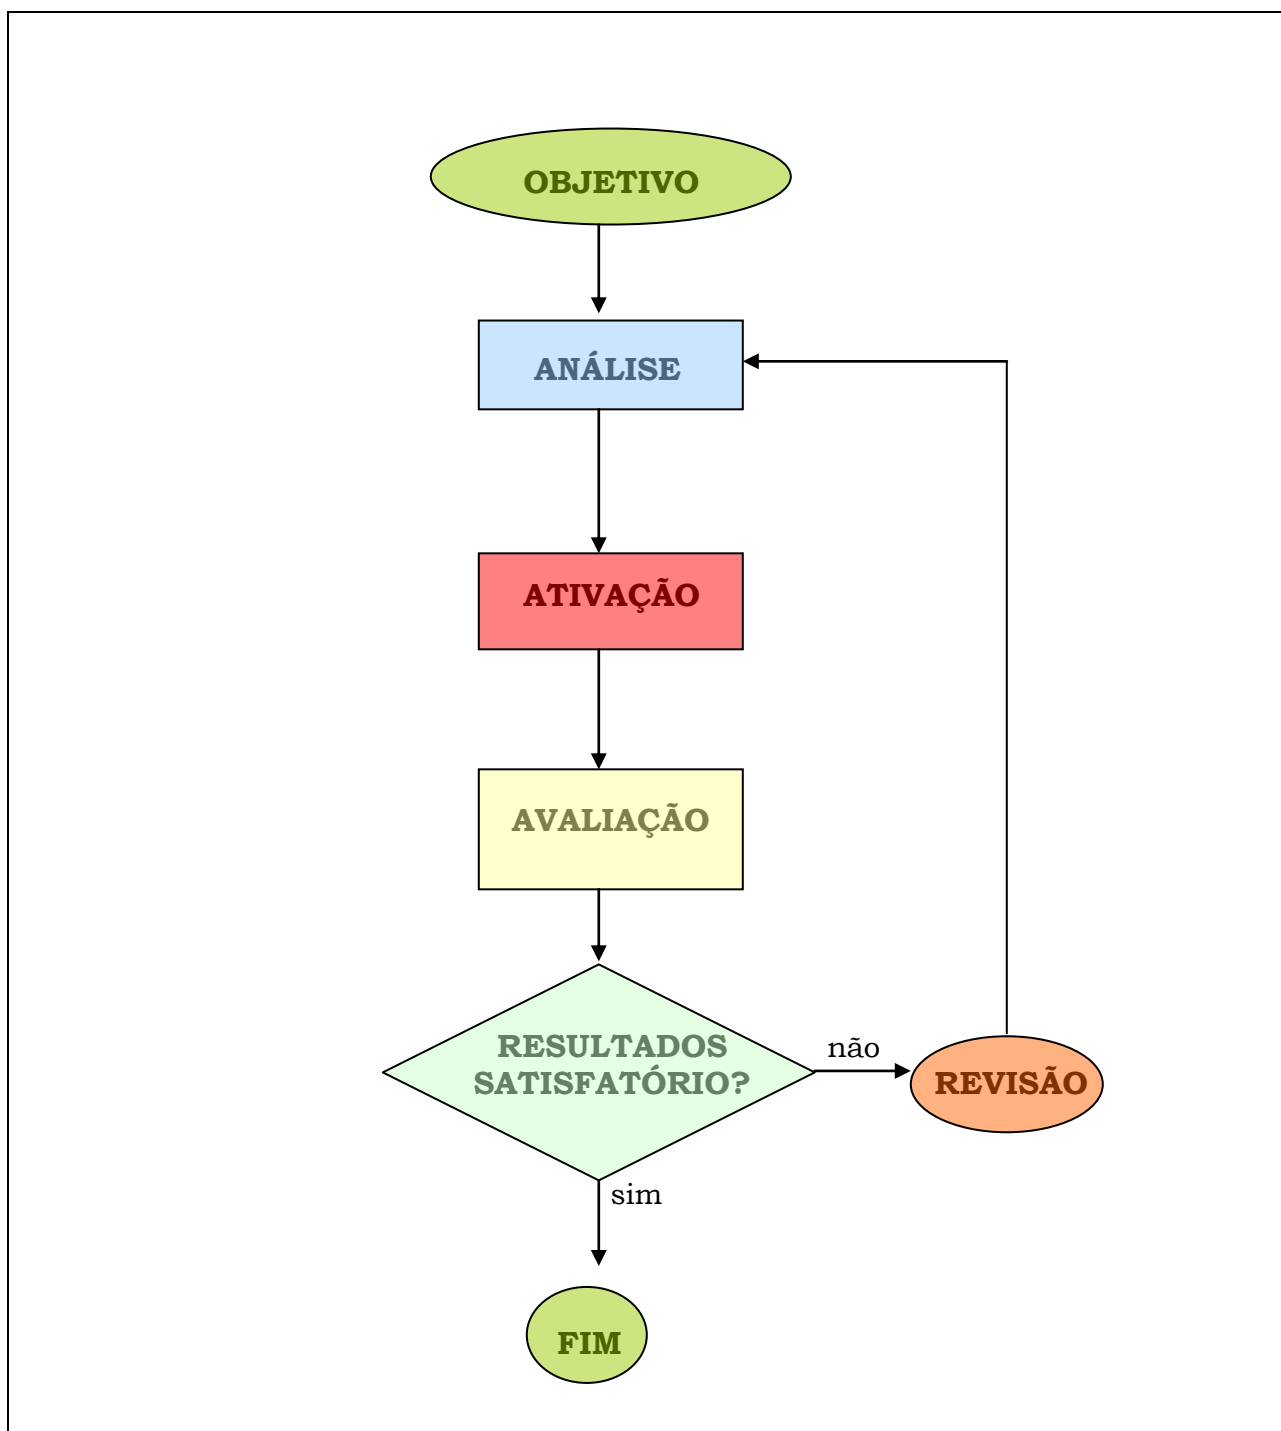 OBJETIVO
ANÁLISE
ATIVAÇÃO
AVALIAÇÃO
RESULTADOS
SATISFATÓRIO?
não
REVISÃO
sim
FIM